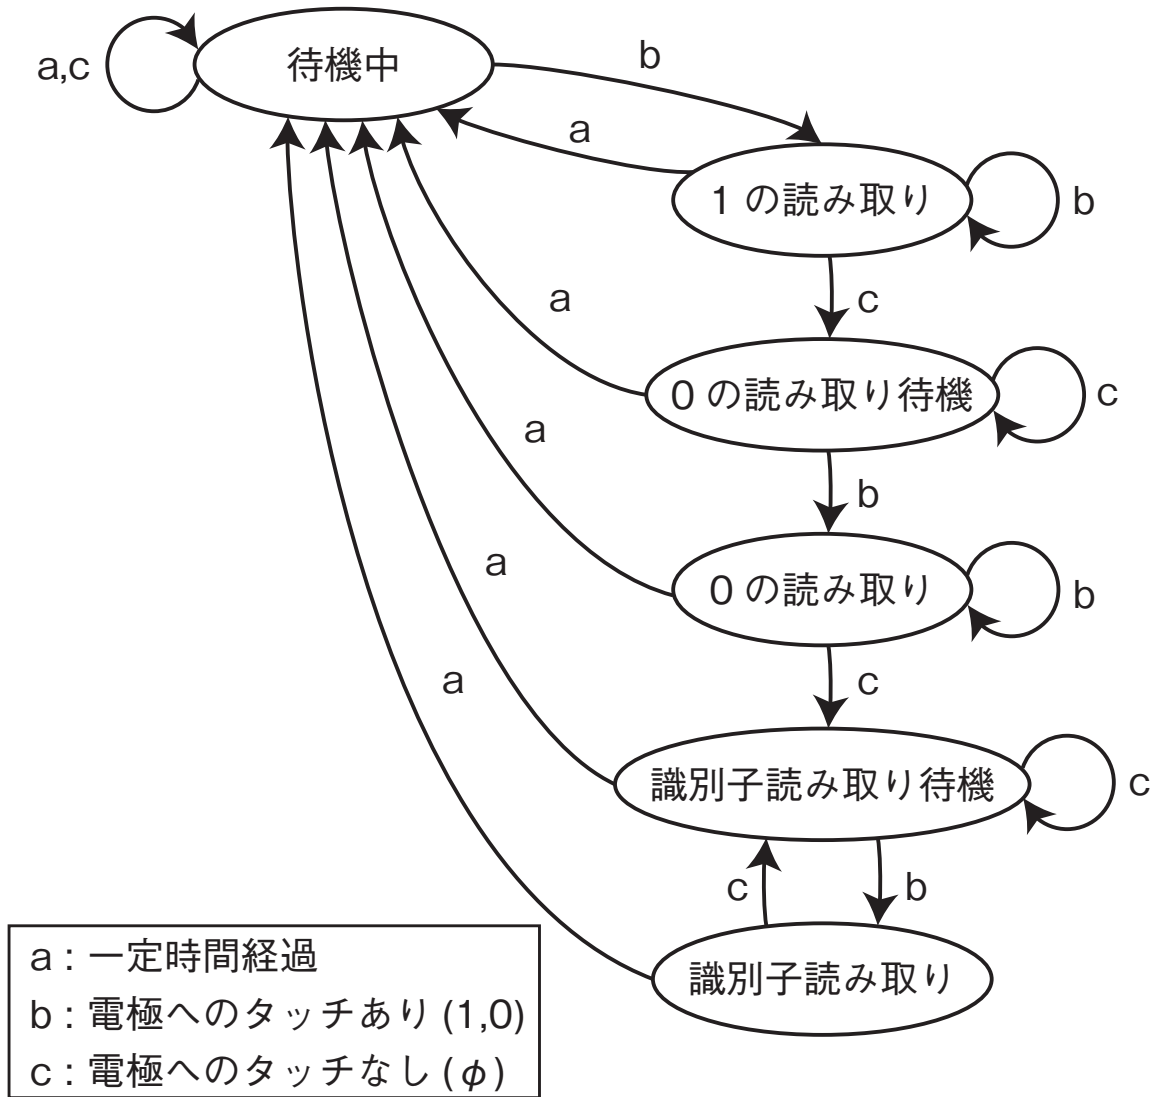 待機中
a,c
b
a
1 の読み取り
b
c
a
0 の読み取り待機
c
a
b
0 の読み取り
b
a
c
a
識別子読み取り待機
c
c
b
識別子読み取り
a : 一定時間経過
b : 電極へのタッチあり (1,0)
c : 電極へのタッチなし (φ)